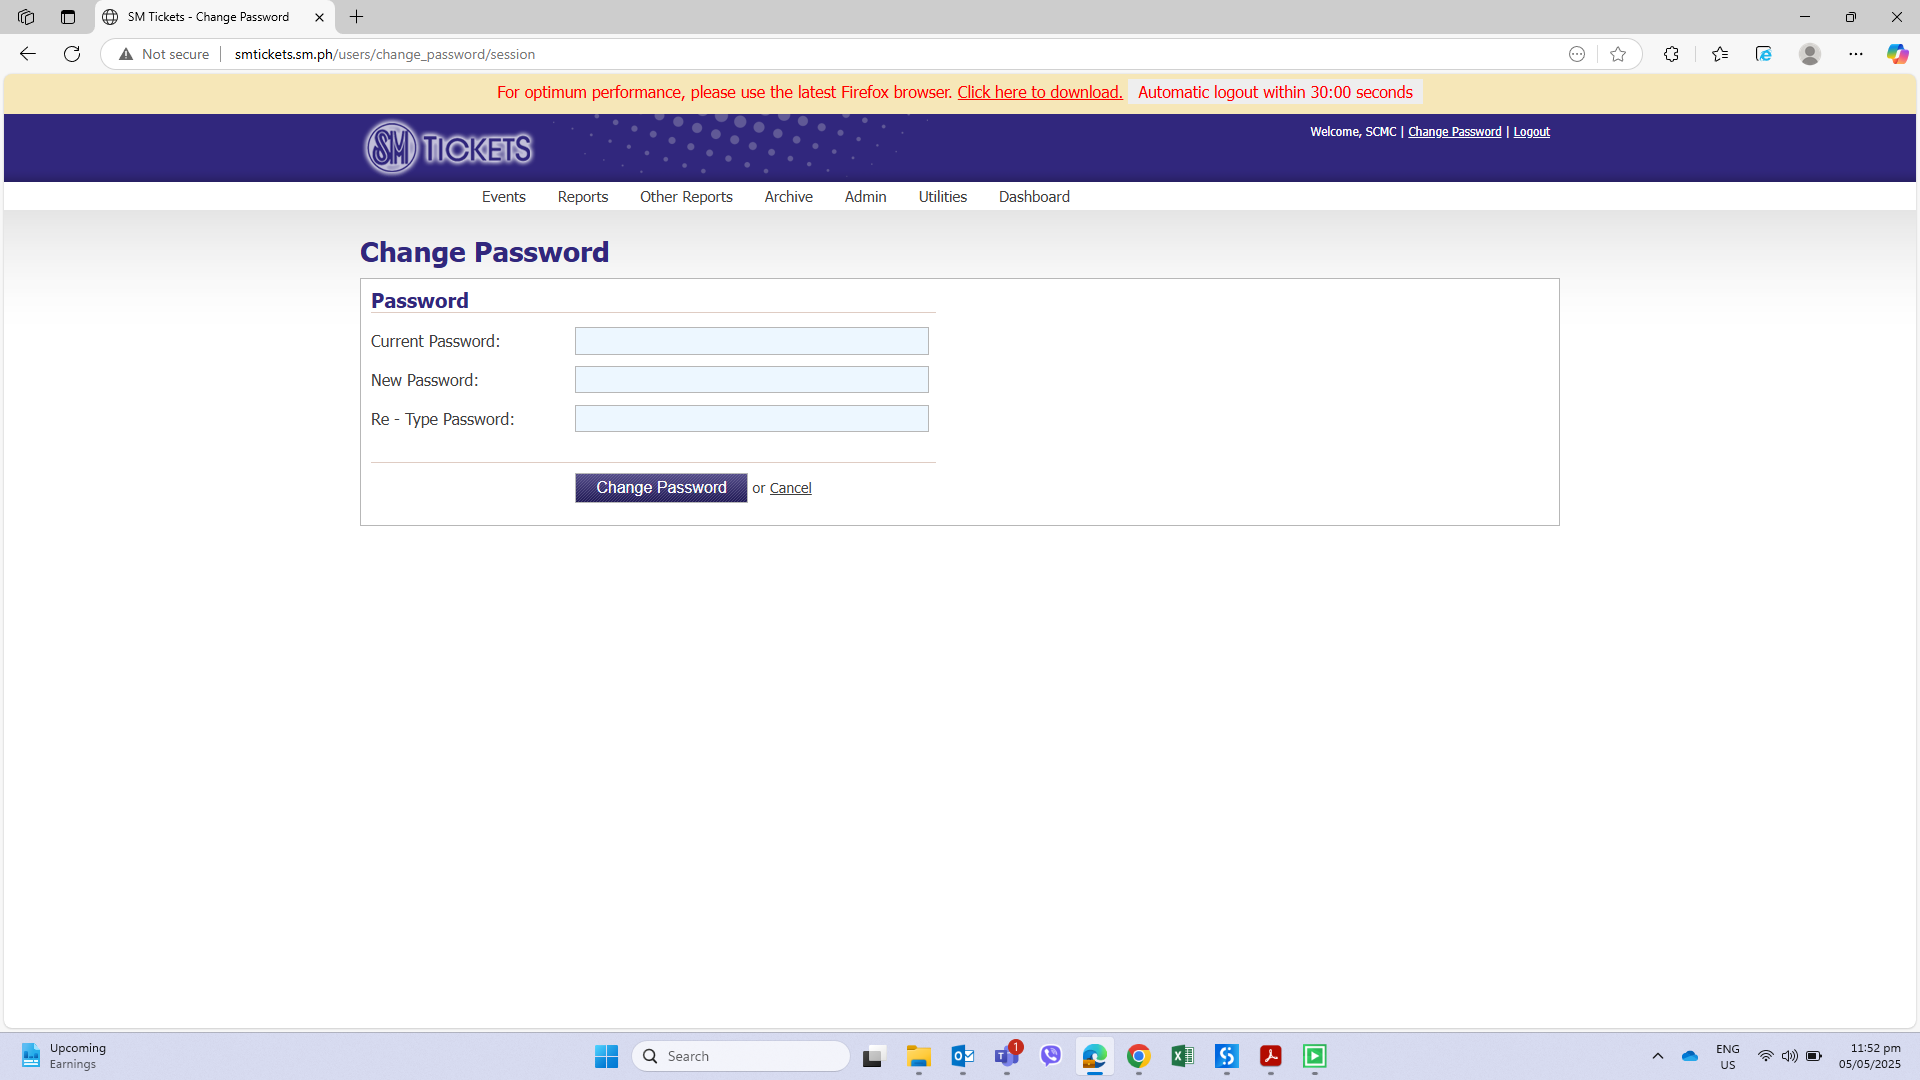 SM Tickets - Change Password
Not secure
smtickets.sm.ph/users/change_password/session
For optimum performance, please use the latest Firefox browser. Click here to download. Automatic logout within 30:00 seconds
SM TICKETS
Welcome, SCMC | Change Password | Logout
Events Reports Other Reports Archive Admin Utilities Dashboard
Change Password
Password
Current Password:
New Password:
Re - Type Password:
Change Password or Cancel
Upcoming
Earnings
Search
1
ENG
US
11:52 pm
05/05/2025